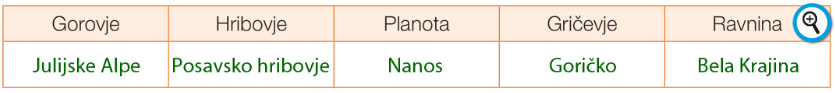 Gorovje Hribovje Planota Gričevje Ravnina
Julijske Alpe Posavsko hribovje Nanos Goričko Bela Krajina